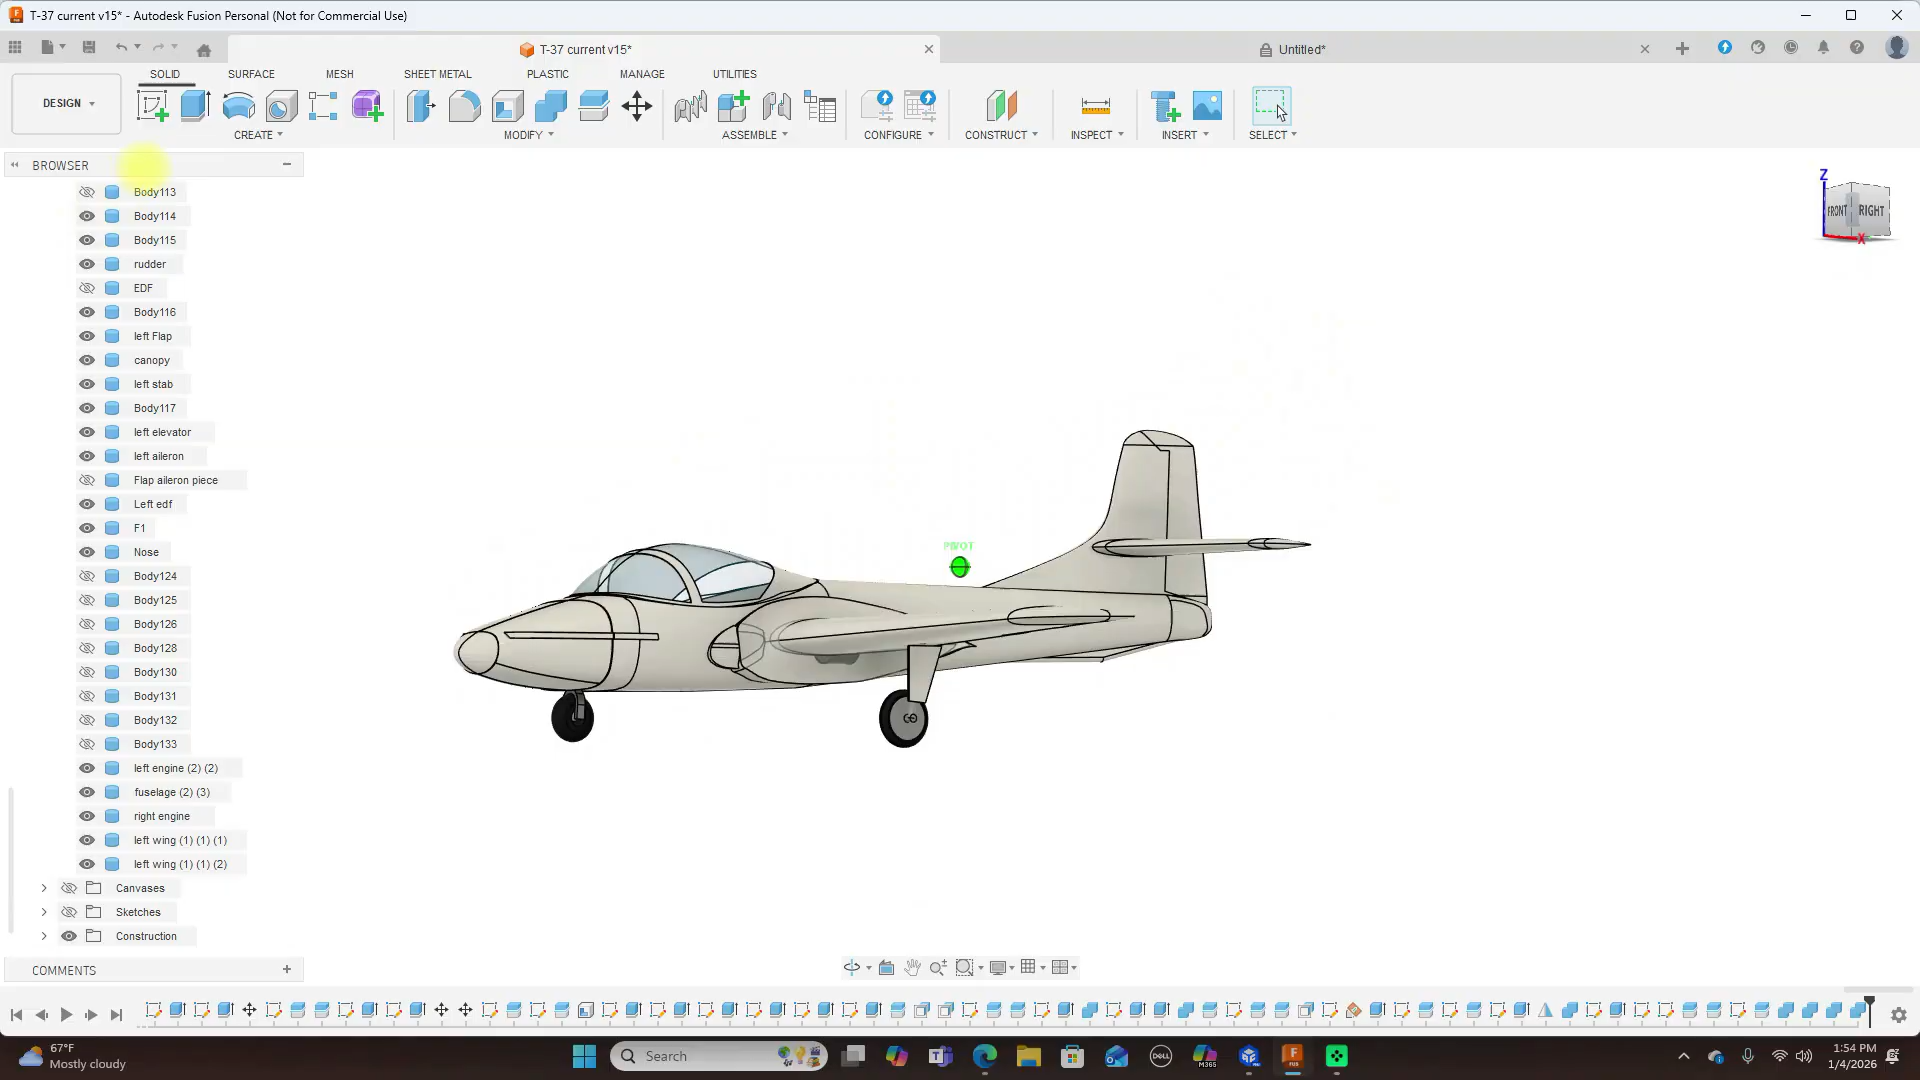 T-37 current v15* - Autodesk Fusion Personal (Not for Commercial Use)
T-37 current v15*
Untitled*
DESIGN
SOLID
SURFACE
MESH
SHEET METAL
PLASTIC
MANAGE
UTILITIES
CREATE
MODIFY
ASSEMBLE
CONFIGURE
CONSTRUCT
INSPECT
INSERT
SELECT
BROWSER
Body113
Body114
Body115
rudder
EDF
Body116
left Flap
canopy
left stab
Body117
left elevator
left aileron
Flap aileron piece
Left edf
F1
Nose
Body124
Body125
Body126
Body128
Body130
Body131
Body132
Body133
left engine (2) (2)
fuselage (2) (3)
right engine
left wing (1) (1) (1)
left wing (1) (1) (2)
Canvases
Sketches
Construction
Z
FRONT
RIGHT
X
PIVOT
COMMENTS
67°F
Mostly cloudy
Search
DELL
M365
FUS
1:54 PM
1/4/2026